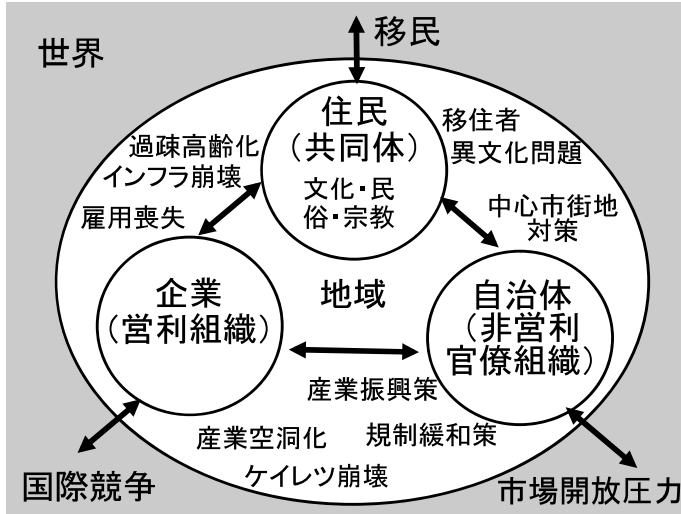 世界
移民
住民
（共同体）
文化・民
俗・宗教
過疎高齢化
インフラ崩壊
雇用喪失
移住者
異文化問題
中心市街地
対策
企業
（営利組織）
地域
自治体
（非営利
官僚組織）
産業振興策
産業空洞化
規制緩和策
ケイレツ崩壊
国際競争
市場開放圧力